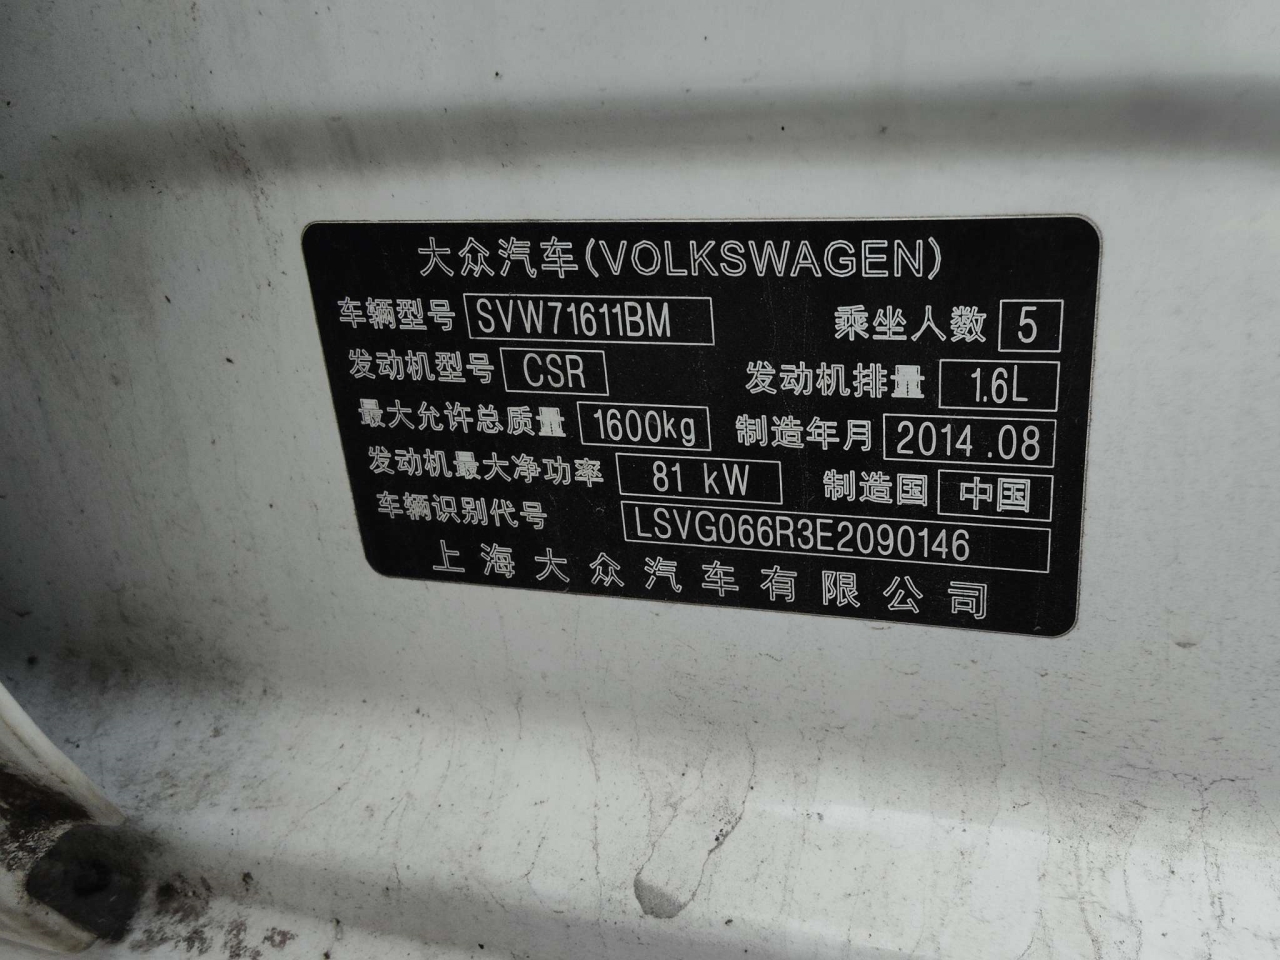 大众汽车(VOLKSWAGEN)
车辆型号 SVW71611BM 乘坐人数 5
发动机型号 CSR 发动机排量 1.6L
最大允许总质量 1600kg 制造年月 2014.08
发动机最大净功率 81 kW 制造国 中国
车辆识别代号 LSVG066R3E2090146
上海大众汽车有限公司